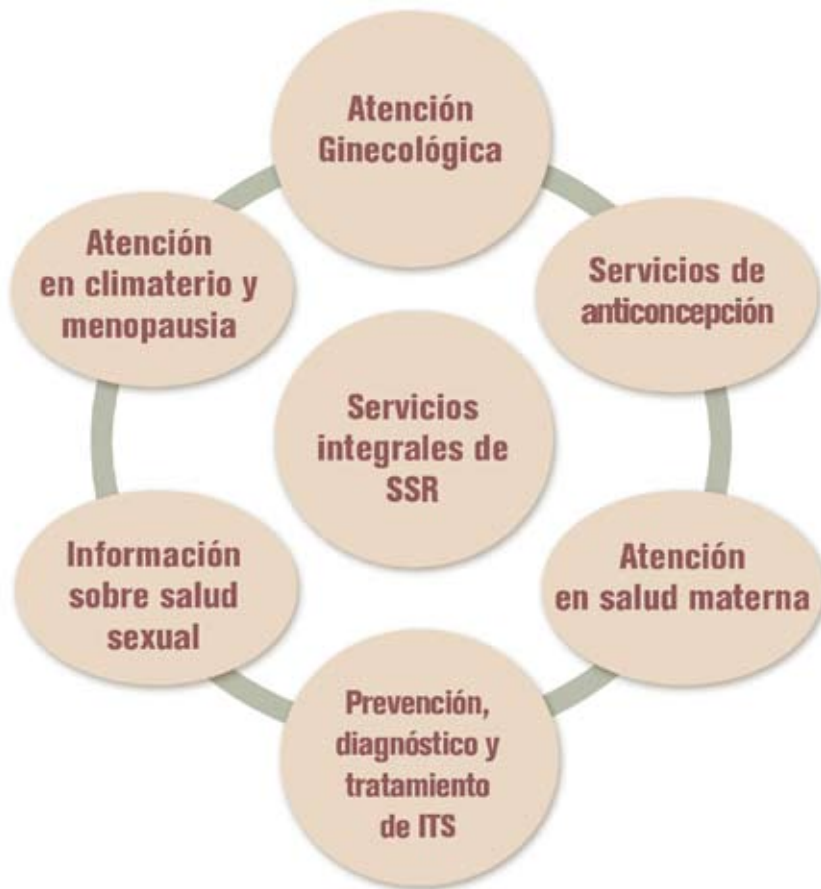 Atención
Ginecológica
Atención
en climaterio y
menopausia
Servicios de
anticoncepción
Servicios
integrales de
SSR
Información
sobre salud
sexual
Atención
en salud materna
Prevención,
diagnóstico y
tratamiento
de ITS